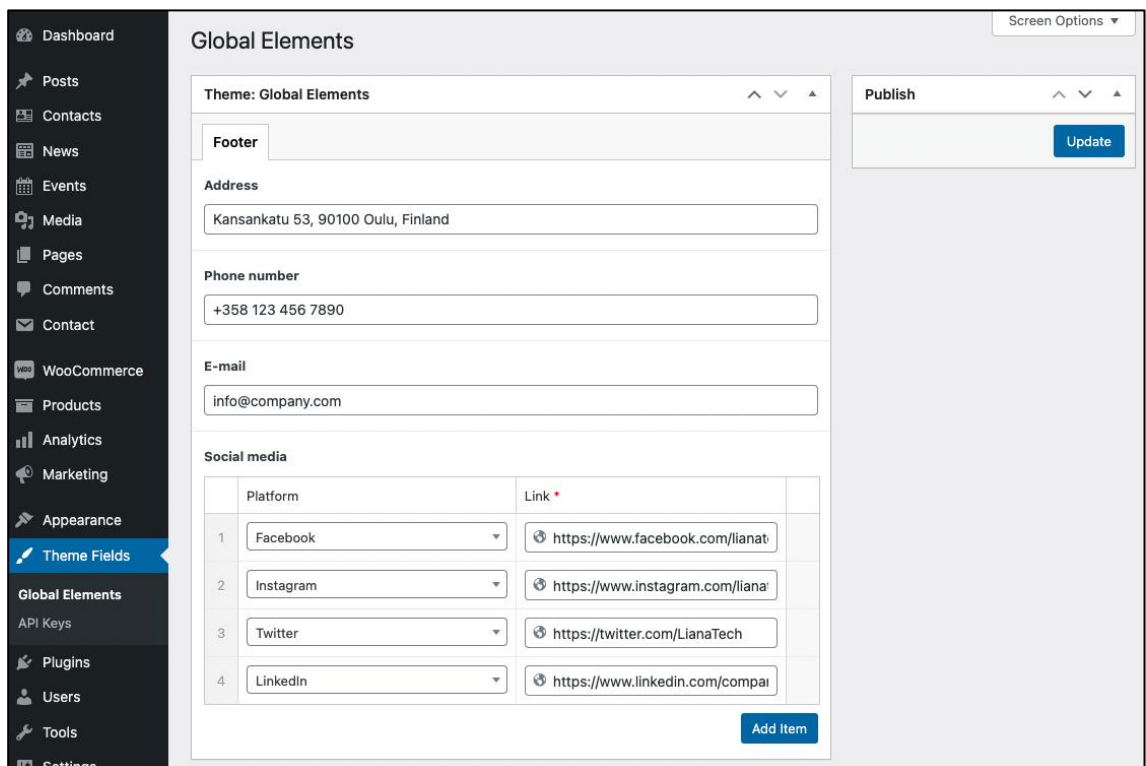 Dashboard
Posts
Contacts
News
Events
Media
Pages
Comments
Contact
WooCommerce
Products
Analytics
Marketing
Appearance
Theme Fields
Global Elements
API Keys
Plugins
Users
Tools
Settings
Screen Options
Global Elements
Theme: Global Elements
Footer
Address
Kansankatu 53, 90100 Oulu, Finland
Phone number
+358 123 456 7890
E-mail
info@company.com
Social media
Platform Link *
1 Facebook https://www.facebook.com/lianat
2 Instagram https://www.instagram.com/liana
3 Twitter https://twitter.com/LianaTech
4 LinkedIn https://www.linkedin.com/compa
Add Item
Publish
Update